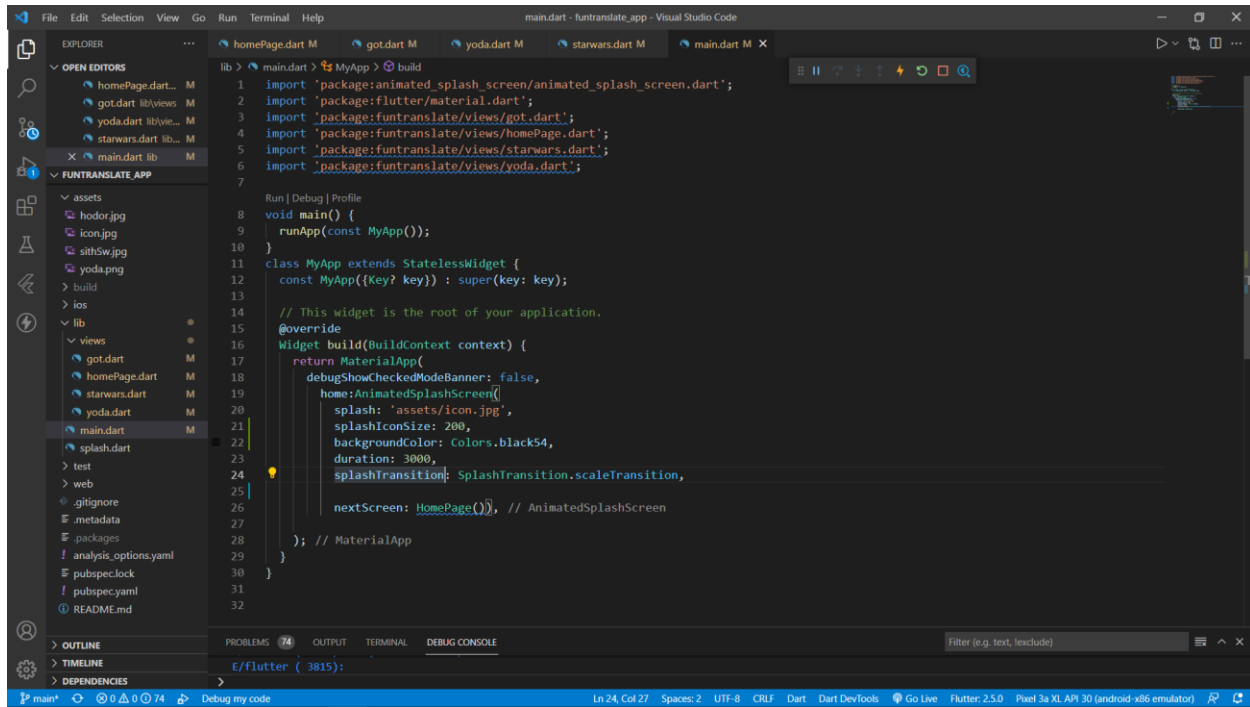 File Edit Selection View Go Run Terminal Help
main.dart - funtranslate_app - Visual Studio Code
EXPLORER
OPEN EDITORS
homePage.dart... M
got.dart lib\views M
yoda.dart lib\vie... M
starwars.dart lib... M
main.dart lib M
FUNTRANSLATE_APP
assets
hodor.jpg
icon.jpg
sithSw.jpg
yoda.png
build
ios
lib
views
got.dart M
homePage.dart M
starwars.dart M
yoda.dart M
main.dart M
splash.dart
test
web
.gitignore
.metadata
.packages
analysis_options.yaml
pubspec.lock
pubspec.yaml
README.md
OUTLINE
TIMELINE
DEPENDENCIES
homePage.dart M got.dart M yoda.dart M starwars.dart M main.dart M
lib > main.dart > MyApp > build
1 import 'package:animated_splash_screen/animated_splash_screen.dart';
2 import 'package:flutter/material.dart';
3 import 'package:funtranslate/views/got.dart';
4 import 'package:funtranslate/views/homePage.dart';
5 import 'package:funtranslate/views/starwars.dart';
6 import 'package:funtranslate/views/yoda.dart';
7
Run | Debug | Profile
8 void main() {
9 runApp(const MyApp());
10 }
11 class MyApp extends StatelessWidget {
12 const MyApp({Key? key}) : super(key: key);
13
14 // This widget is the root of your application.
15 @override
16 Widget build(BuildContext context) {
17 return MaterialApp(
18 debugShowCheckedModeBanner: false,
19 home:AnimatedSplashScreen(
20 splash: 'assets/icon.jpg',
21 splashIconSize: 200,
22 backgroundColor: Colors.black54,
23 duration: 3000,
24 splashTransition: SplashTransition.scaleTransition,
25
26 nextScreen: HomePage()), // AnimatedSplashScreen
27
28 ); // MaterialApp
29 }
30 }
31
32
PROBLEMS 74 OUTPUT TERMINAL DEBUG CONSOLE
Filter (e.g. text, !exclude)
E/flutter ( 3815):
>
main* 0 0 74 Debug my code
Ln 24, Col 27 Spaces: 2 UTF-8 CRLF Dart Dart DevTools Go Live Flutter: 2.5.0 Pixel 3a XL API 30 (android-x86 emulator)